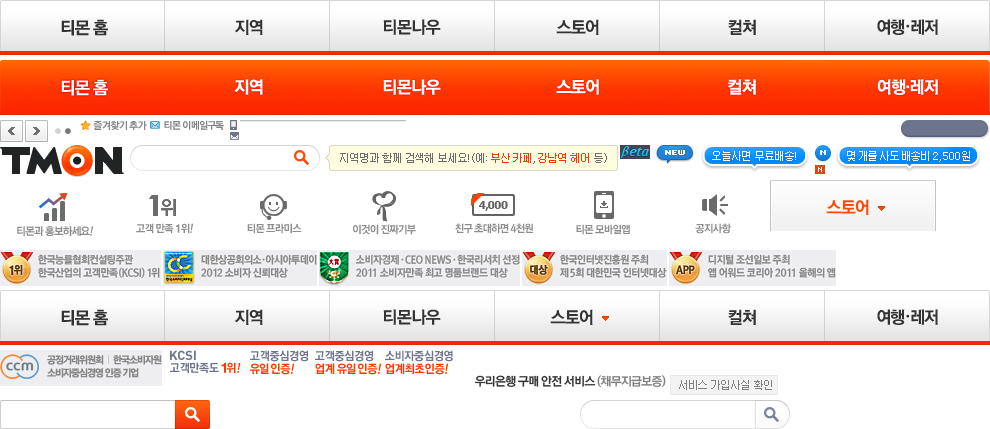 티몬 홈 지역 티몬나우 스토어 컬쳐 여행·레저
티몬 홈 지역 티몬나우 스토어 컬쳐 여행·레저
즐겨찾기 추가 티몬 이메일구독
TMON 지역명과 함께 검색해 보세요!(예: 부산 카페, 강남역 헤어 등) Beta NEW 오늘사면 무료배송! N 몇 개를 사도 배송비 2,500원
N
1위 4,000 스토어
티몬과 홍보하세요! 고객 만족 1위! 티몬 프라미스 이것이 진짜기부 친구 초대하면 4천원 티몬 모바일앱 공지사항
1위 한국능률협회컨설팅주관 대한상공회의소·아시아투데이 소비자경제·CEO NEWS·한국리서치 선정 대상 한국인터넷진흥원 주최 APP 디지털 조선일보 주최
한국산업의 고객만족(KCSI) 1위 2012 소비자 신뢰대상 2011 소비자만족 최고 명품브랜드 대상 제5회 대한민국 인터넷대상 앱 어워드 코리아 2011 올해의 앱
티몬 홈 지역 티몬나우 스토어 컬쳐 여행·레저
ccm 공정거래위원회 한국소비자원 KCSI 고객중심경영 고객중심경영 소비자중심경영
소비자중심경영 인증 기업 고객만족도 1위! 유일 인증! 업계 유일 인증! 업계최초인증!
우리은행 구매 안전 서비스 (채무지급보증) 서비스 가입사실 확인